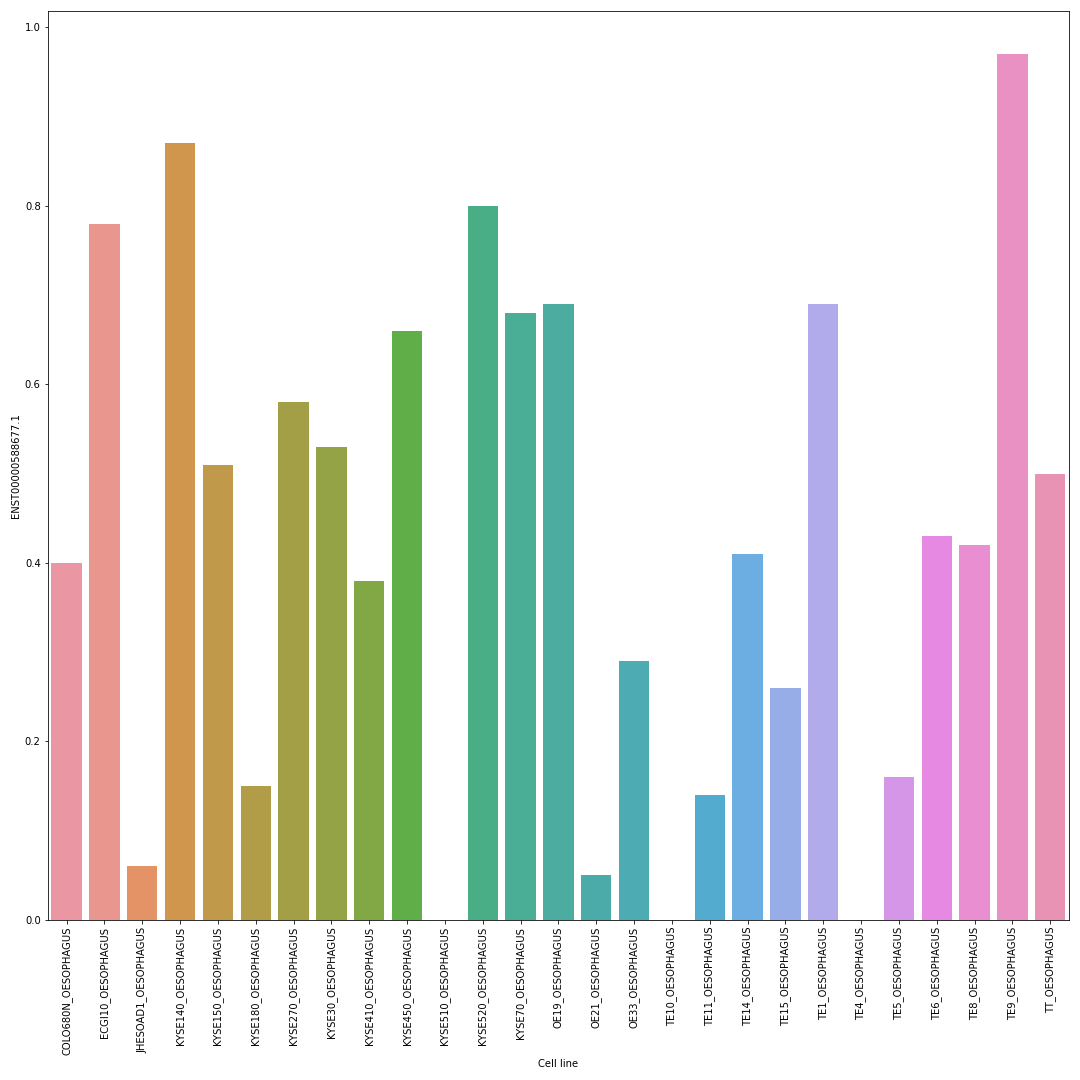 1.0
0.8
0.6
0.4
0.2
0.0
ENST00000588677.1
COLO680N_OESOPHAGUS
ECGI10_OESOPHAGUS
JHESOAD1_OESOPHAGUS
KYSE140_OESOPHAGUS
KYSE150_OESOPHAGUS
KYSE180_OESOPHAGUS
KYSE270_OESOPHAGUS
KYSE30_OESOPHAGUS
KYSE410_OESOPHAGUS
KYSE450_OESOPHAGUS
KYSE510_OESOPHAGUS
KYSE520_OESOPHAGUS
KYSE70_OESOPHAGUS
OE19_OESOPHAGUS
OE21_OESOPHAGUS
OE33_OESOPHAGUS
TE10_OESOPHAGUS
TE11_OESOPHAGUS
TE14_OESOPHAGUS
TE15_OESOPHAGUS
TE1_OESOPHAGUS
TE4_OESOPHAGUS
TE5_OESOPHAGUS
TE6_OESOPHAGUS
TE8_OESOPHAGUS
TE9_OESOPHAGUS
TT_OESOPHAGUS
Cell line